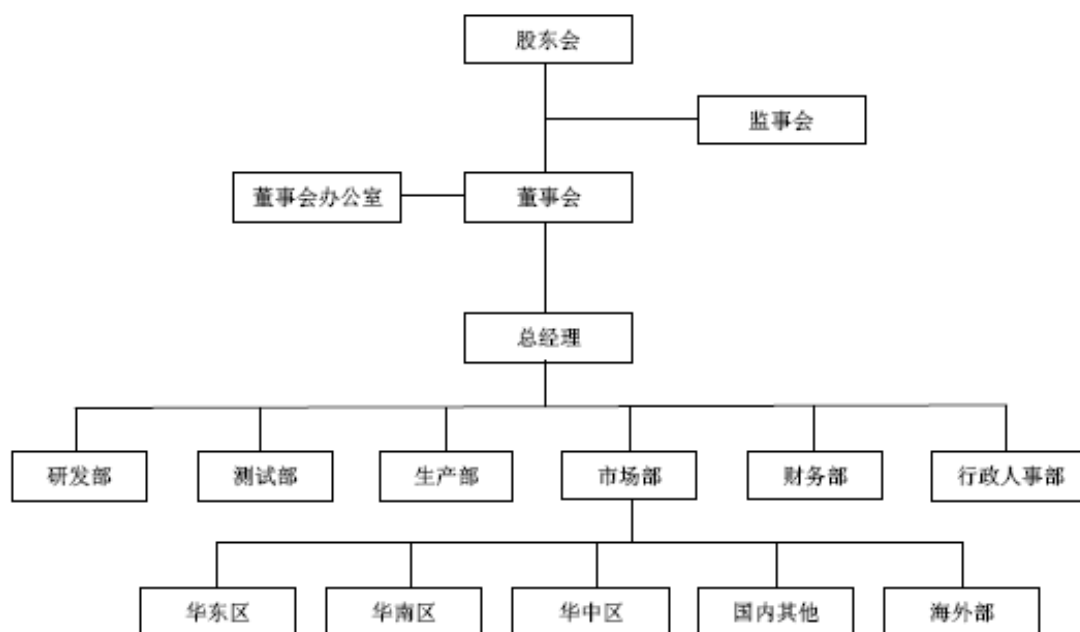 股东会
监事会
董事会办公室
董事会
总经理
研发部
测试部
生产部
市场部
财务部
行政人事部
华东区
华南区
华中区
国内其他
海外部